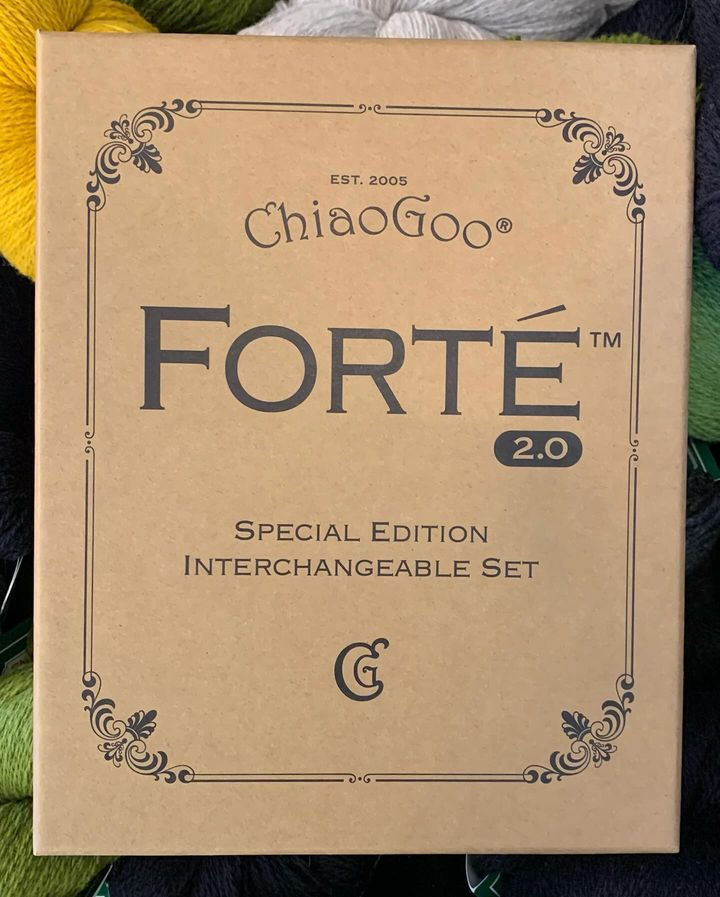 EST. 2005
ChiaoGoo®
FORTÉ™
2.0
SPECIAL EDITION
INTERCHANGEABLE SET
CG